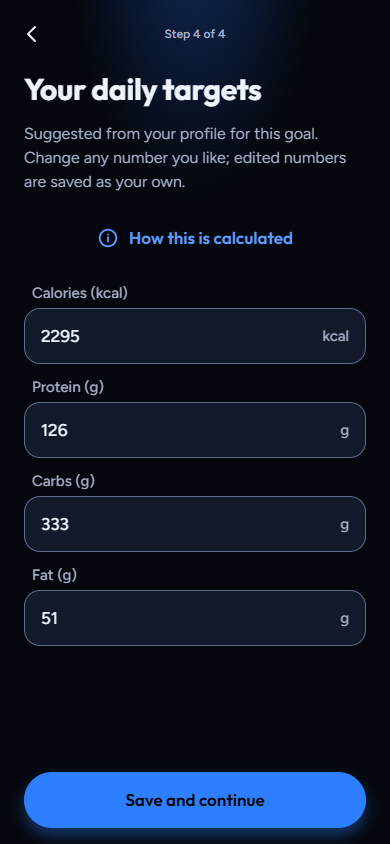 Step 4 of 4
Your daily targets
Suggested from your profile for this goal.
Change any number you like; edited numbers
are saved as your own.
How this is calculated
Calories (kcal)
2295 kcal
Protein (g)
126 g
Carbs (g)
333 g
Fat (g)
51 g
Save and continue